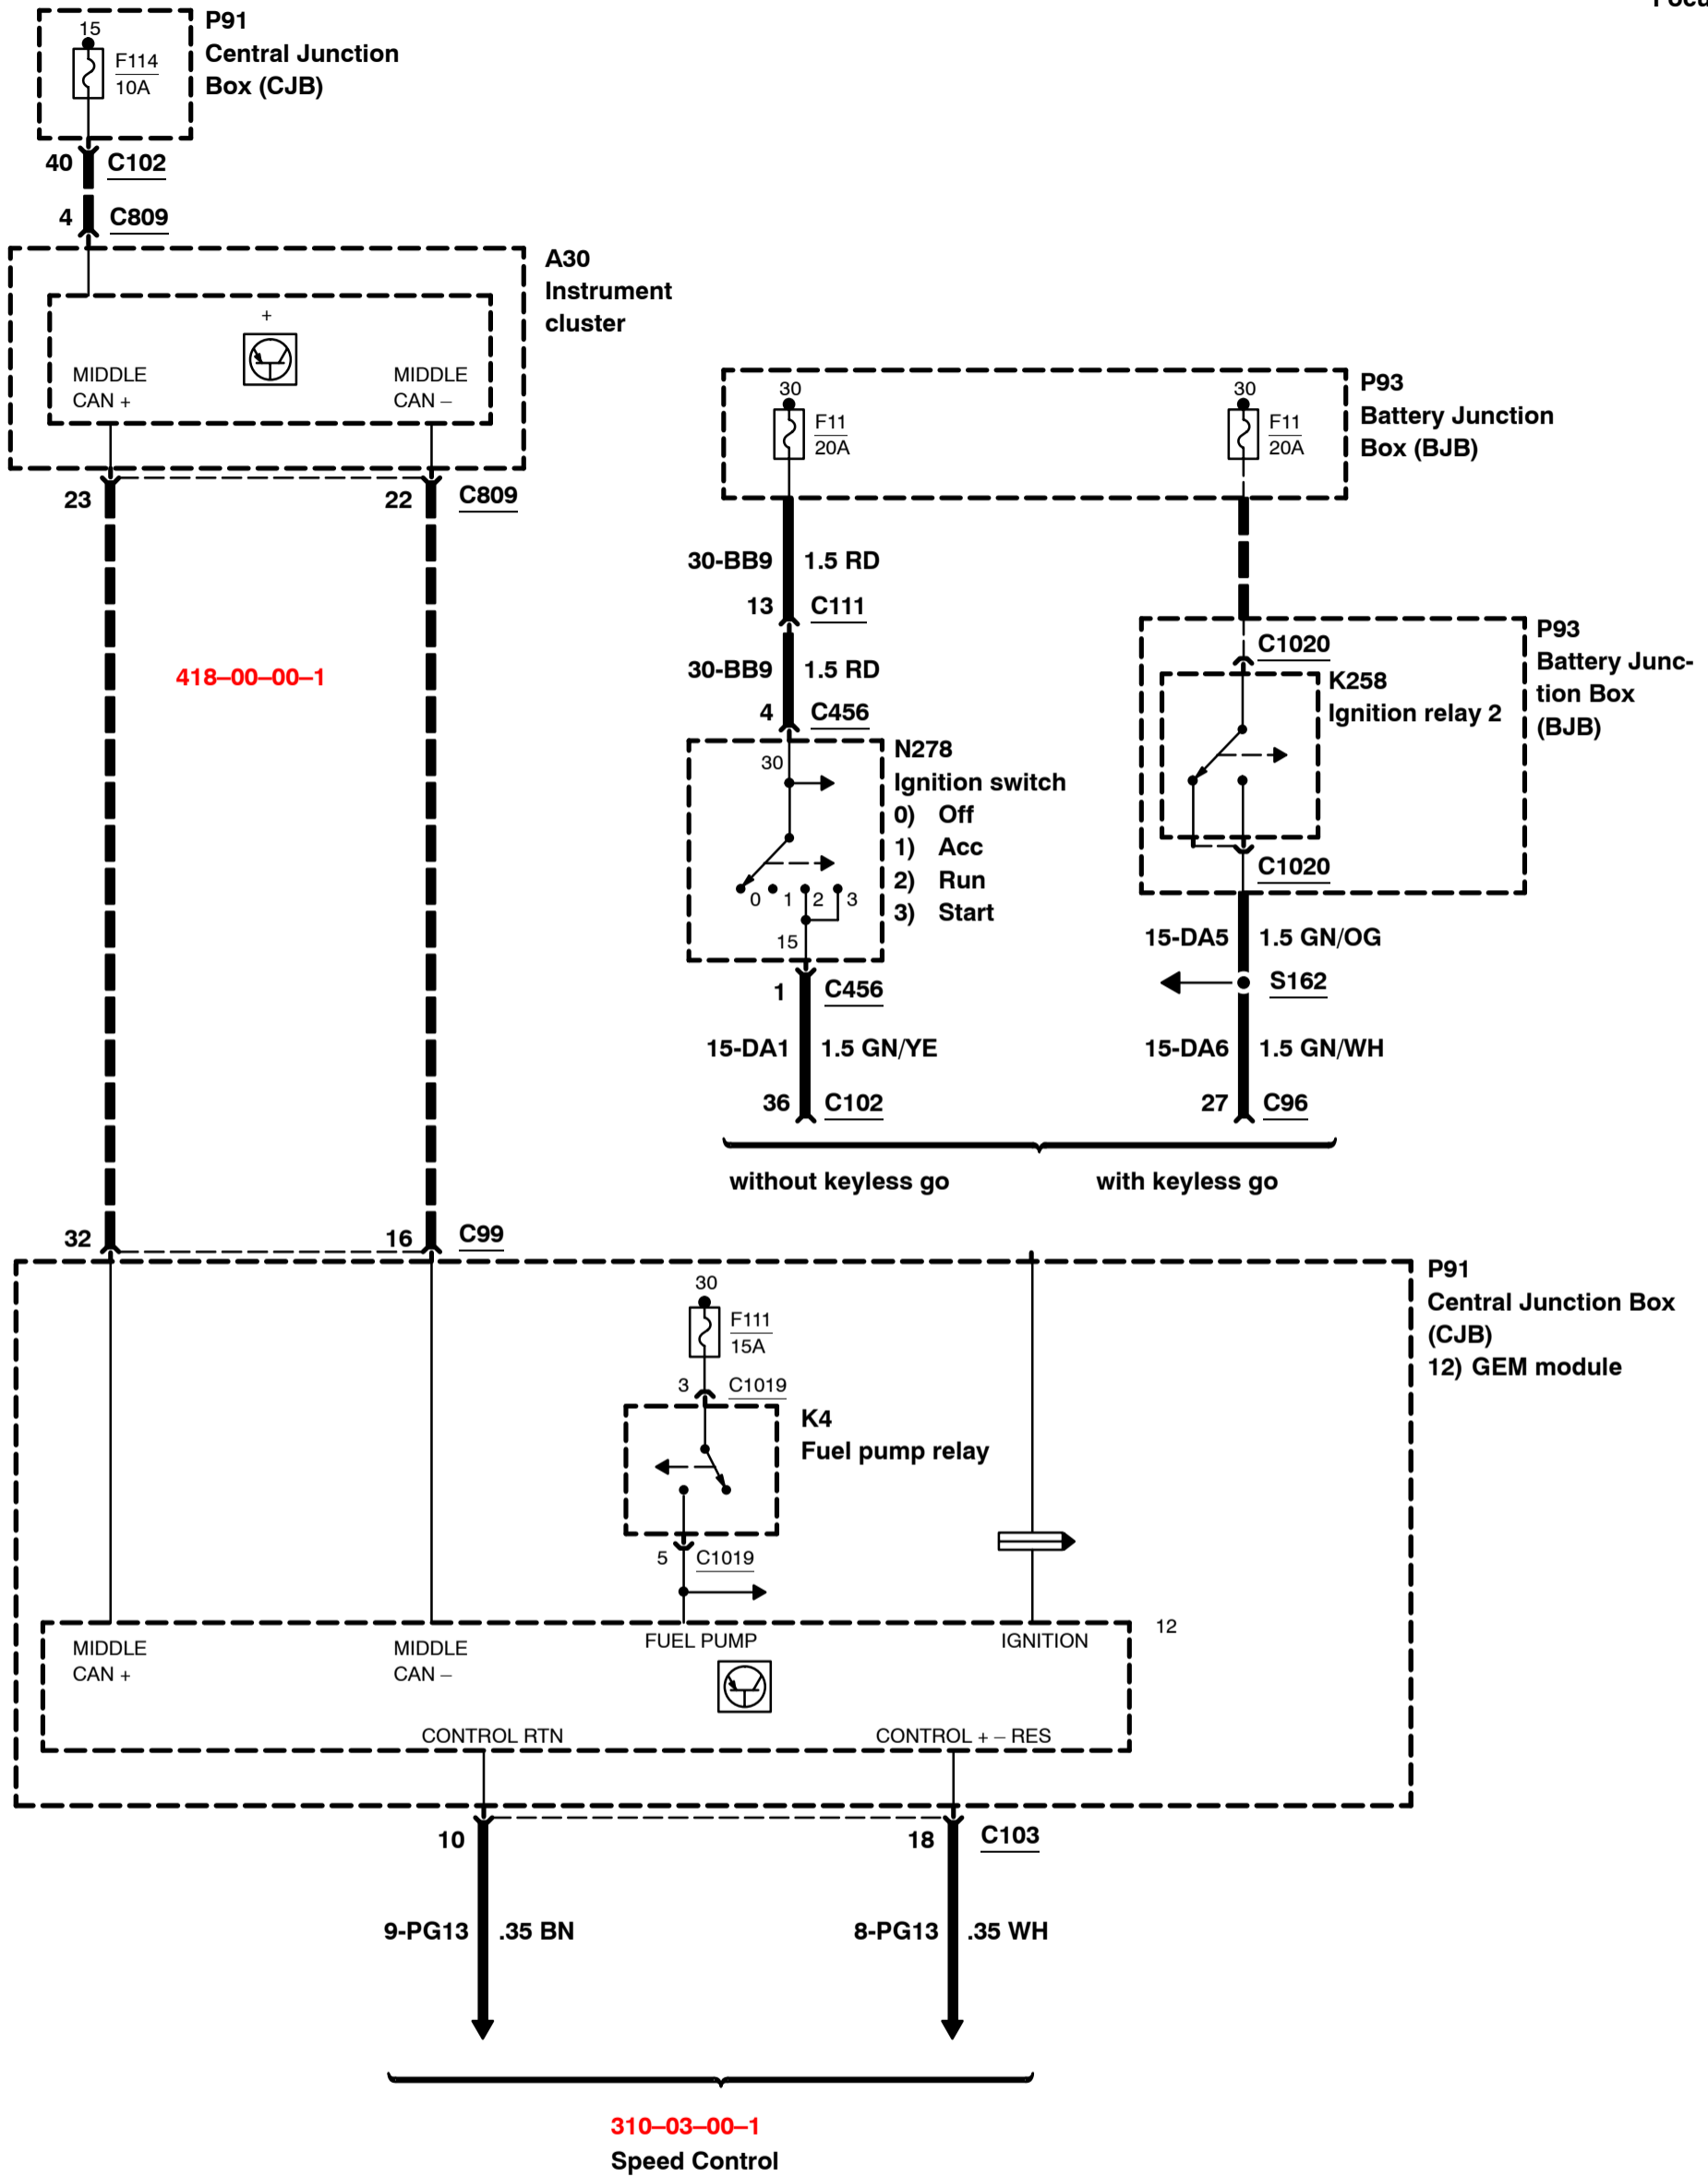 15
F114
10A
P91
Central Junction
Box (CJB)
40 C102
4 C809
A30
Instrument
cluster
+
MIDDLE
CAN +
MIDDLE
CAN –
23
22
C809
418–00–00–1
P93
Battery Junction
Box (BJB)
30
F11
20A
30
F11
20A
30-BB9 1.5 RD
13 C111
30-BB9 1.5 RD
4 C456
N278
Ignition switch
0) Off
1) Acc
2) Run
3) Start
30
0 1 2 3
15
1 C456
15-DA1 1.5 GN/YE
36 C102
P93
Battery Junc-
tion Box
(BJB)
C1020
K258
Ignition relay 2
C1020
15-DA5 1.5 GN/OG
S162
15-DA6 1.5 GN/WH
27 C96
without keyless go
with keyless go
32
16
C99
P91
Central Junction Box
(CJB)
12) GEM module
30
F111
15A
3 C1019
K4
Fuel pump relay
5 C1019
12
MIDDLE
CAN +
MIDDLE
CAN –
FUEL PUMP
IGNITION
CONTROL RTN
CONTROL + – RES
10
18
C103
9-PG13 .35 BN
8-PG13 .35 WH
310–03–00–1
Speed Control